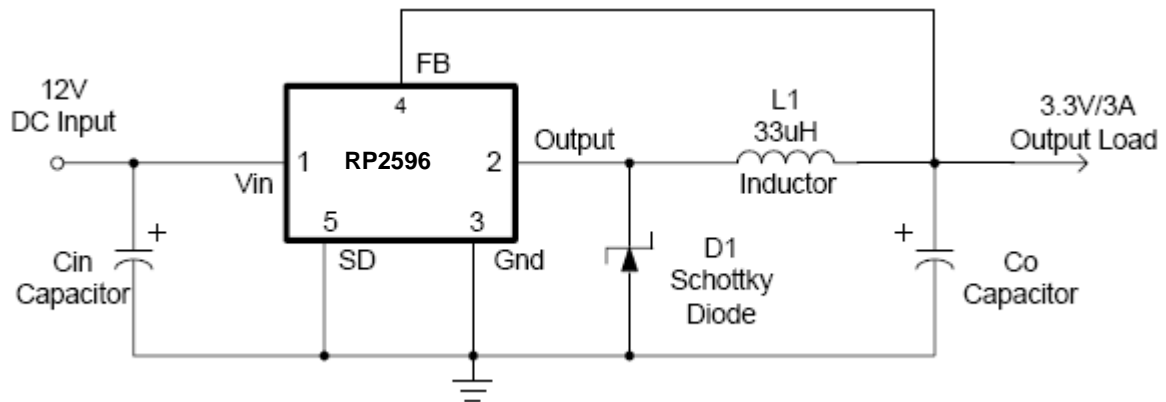 FB
12V
DC Input
4
L1
33uH
3.3V/3A
Output Load
Output
1
RP2596
2
Vin
Inductor
5
3
SD
Gnd
+
Cin
Capacitor
D1
Schottky
Diode
+
Co
Capacitor